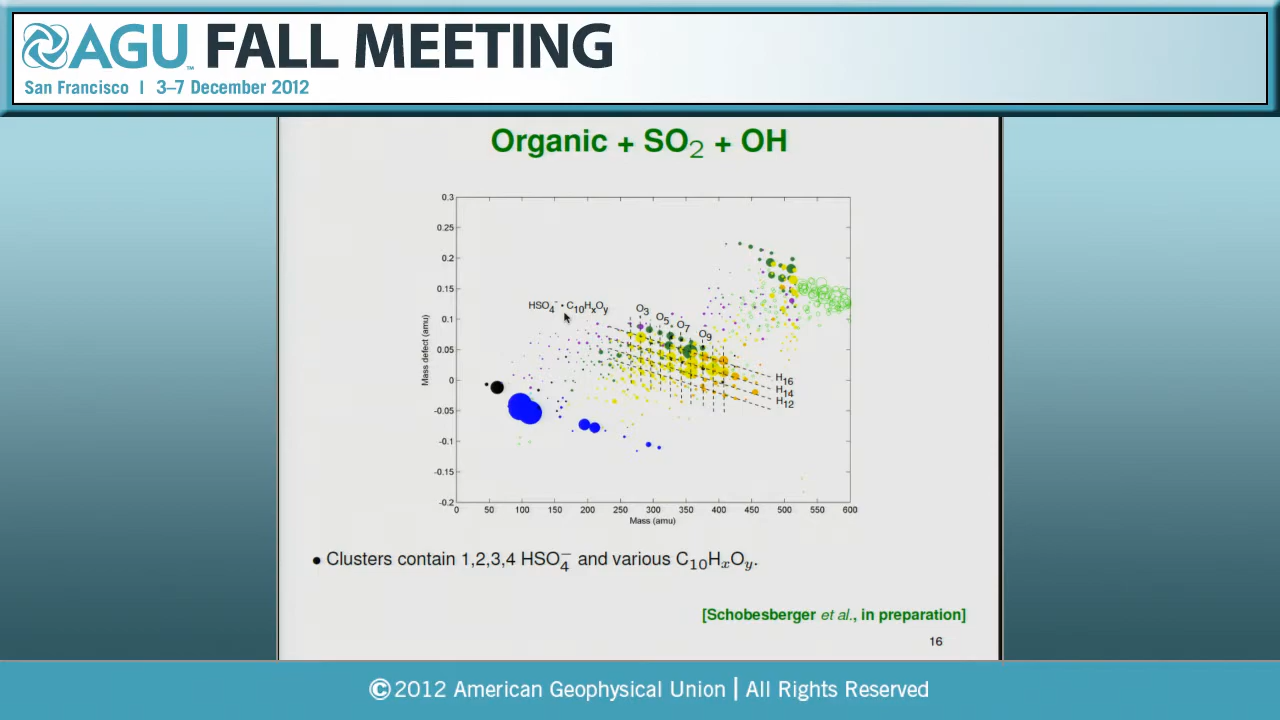 AGU™ FALL MEETING
San Francisco | 3–7 December 2012
Organic + SO₂ + OH
0.3
0.25
0.2
0.15
0.1
0.05
0
-0.05
-0.1
-0.15
-0.2
Mass defect (amu)
HSO₄⁻ • C₁₀HₓOᵧ
O₃
O₅
O₇
O₉
H₁₆
H₁₄
H₁₂
0 50 100 150 200 250 300 350 400 450 500 550 600
Mass (amu)
• Clusters contain 1,2,3,4 HSO₄⁻ and various C₁₀HₓOᵧ.
[Schobesberger et al., in preparation]
16
©2012 American Geophysical Union | All Rights Reserved